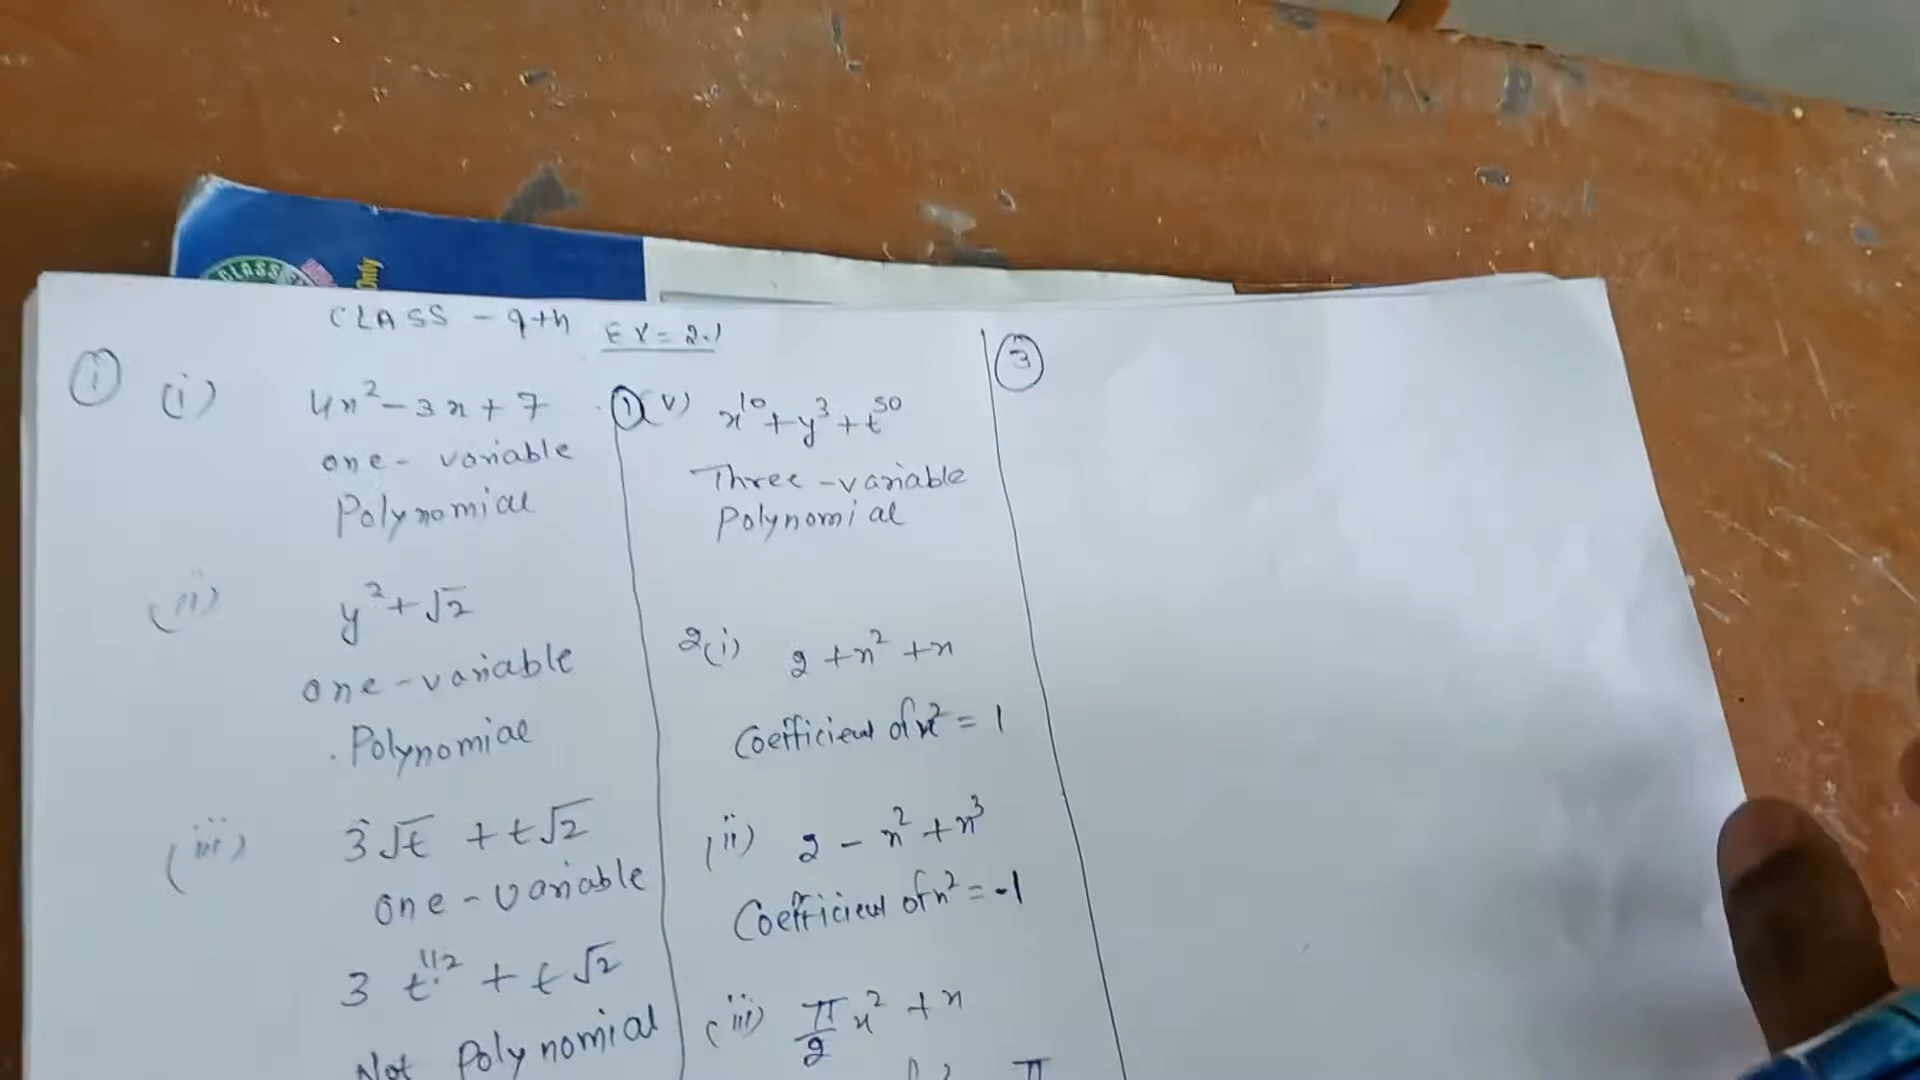 CLASS
Only
CLASS - 9th EX = 2.1
① (i) 4x² - 3x + 7
one - variable
Polynomial
(ii) y² + √2
one - variable
Polynomial
(iii) 3√t + t√2
one - variable
3 t^1/2 + t√2
Not Polynomial
①(v) x¹⁰ + y³ + t⁵⁰
Three - variable
Polynomial
2(i) 2 + x² + x
Coefficient of x² = 1
(ii) 2 - x² + x³
Coefficient of x² = -1
(iii) π/2 x² + x
π
③